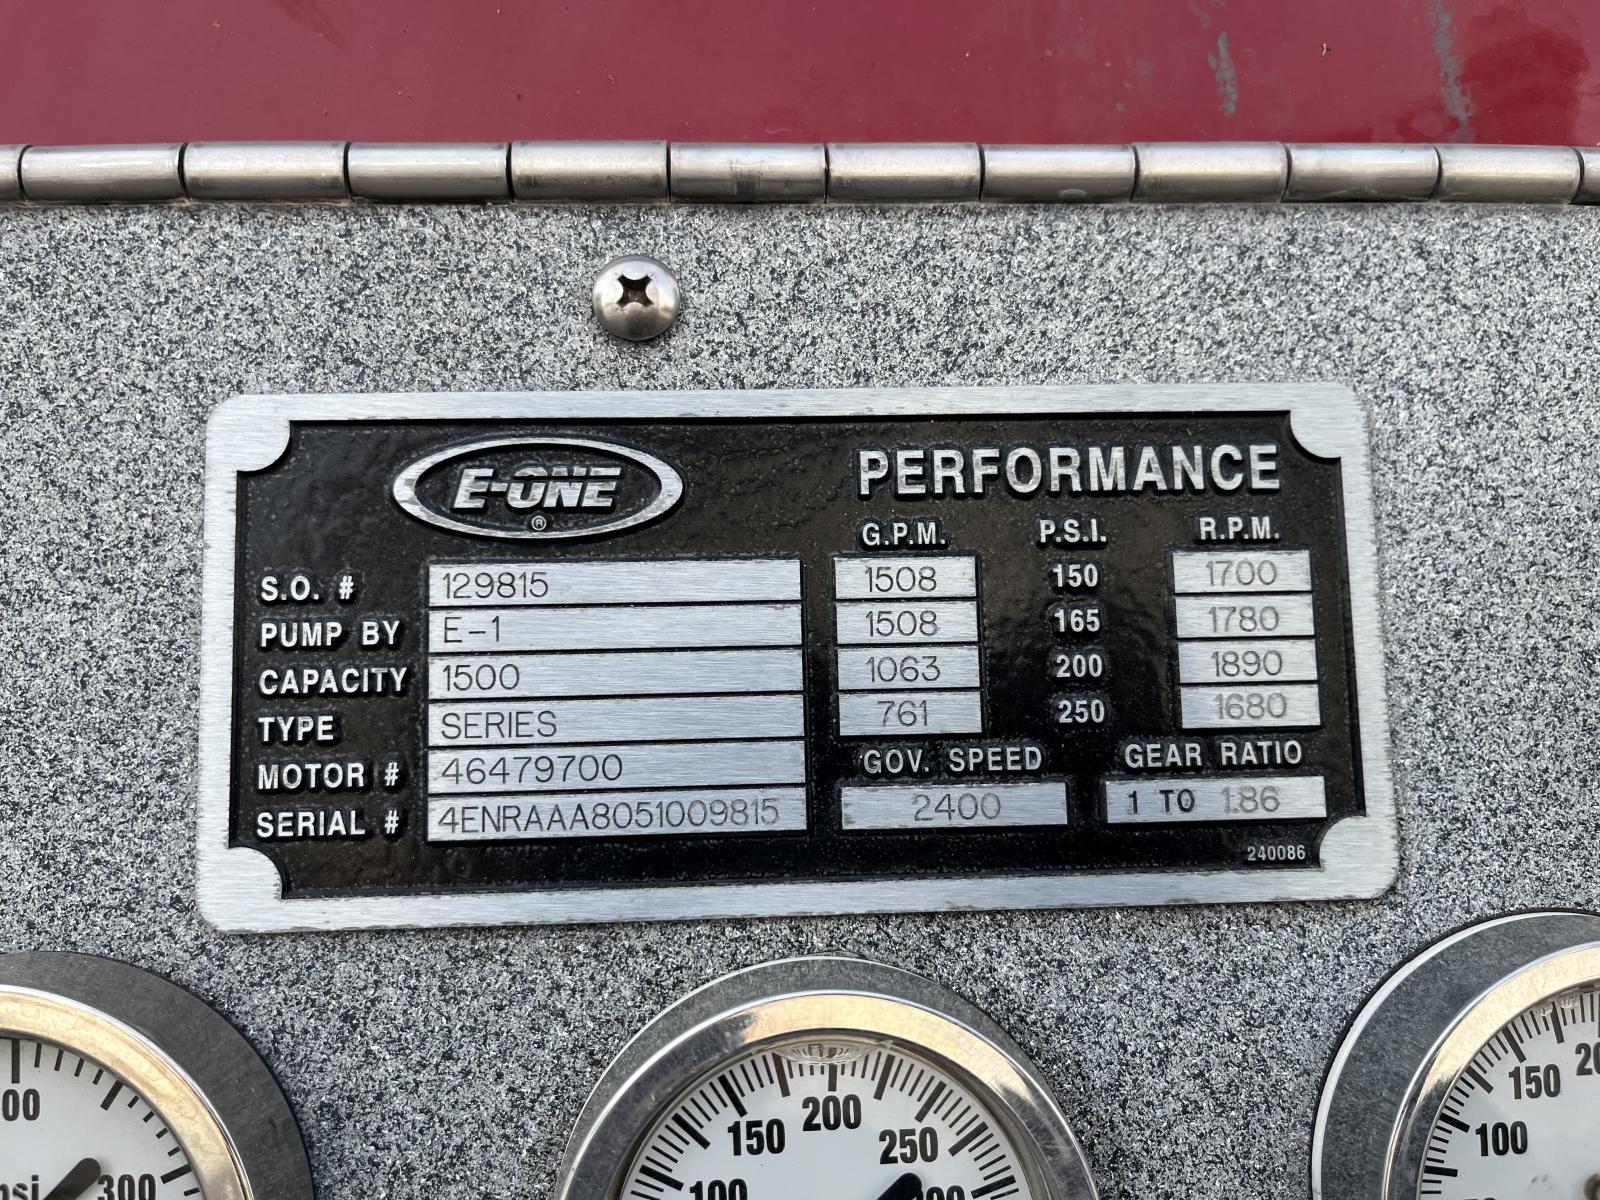 E-ONE
®
PERFORMANCE
G.P.M. P.S.I. R.P.M.
S.O. # 129815 1508 150 1700
PUMP BY E-1 1508 165 1780
CAPACITY 1500 1063 200 1890
TYPE SERIES 761 250 1680
MOTOR # 46479700 GOV. SPEED GEAR RATIO
SERIAL # 4ENRAAA8051009815 2400 1 TO 1.86
240086
300
100 150 200 250
100 150